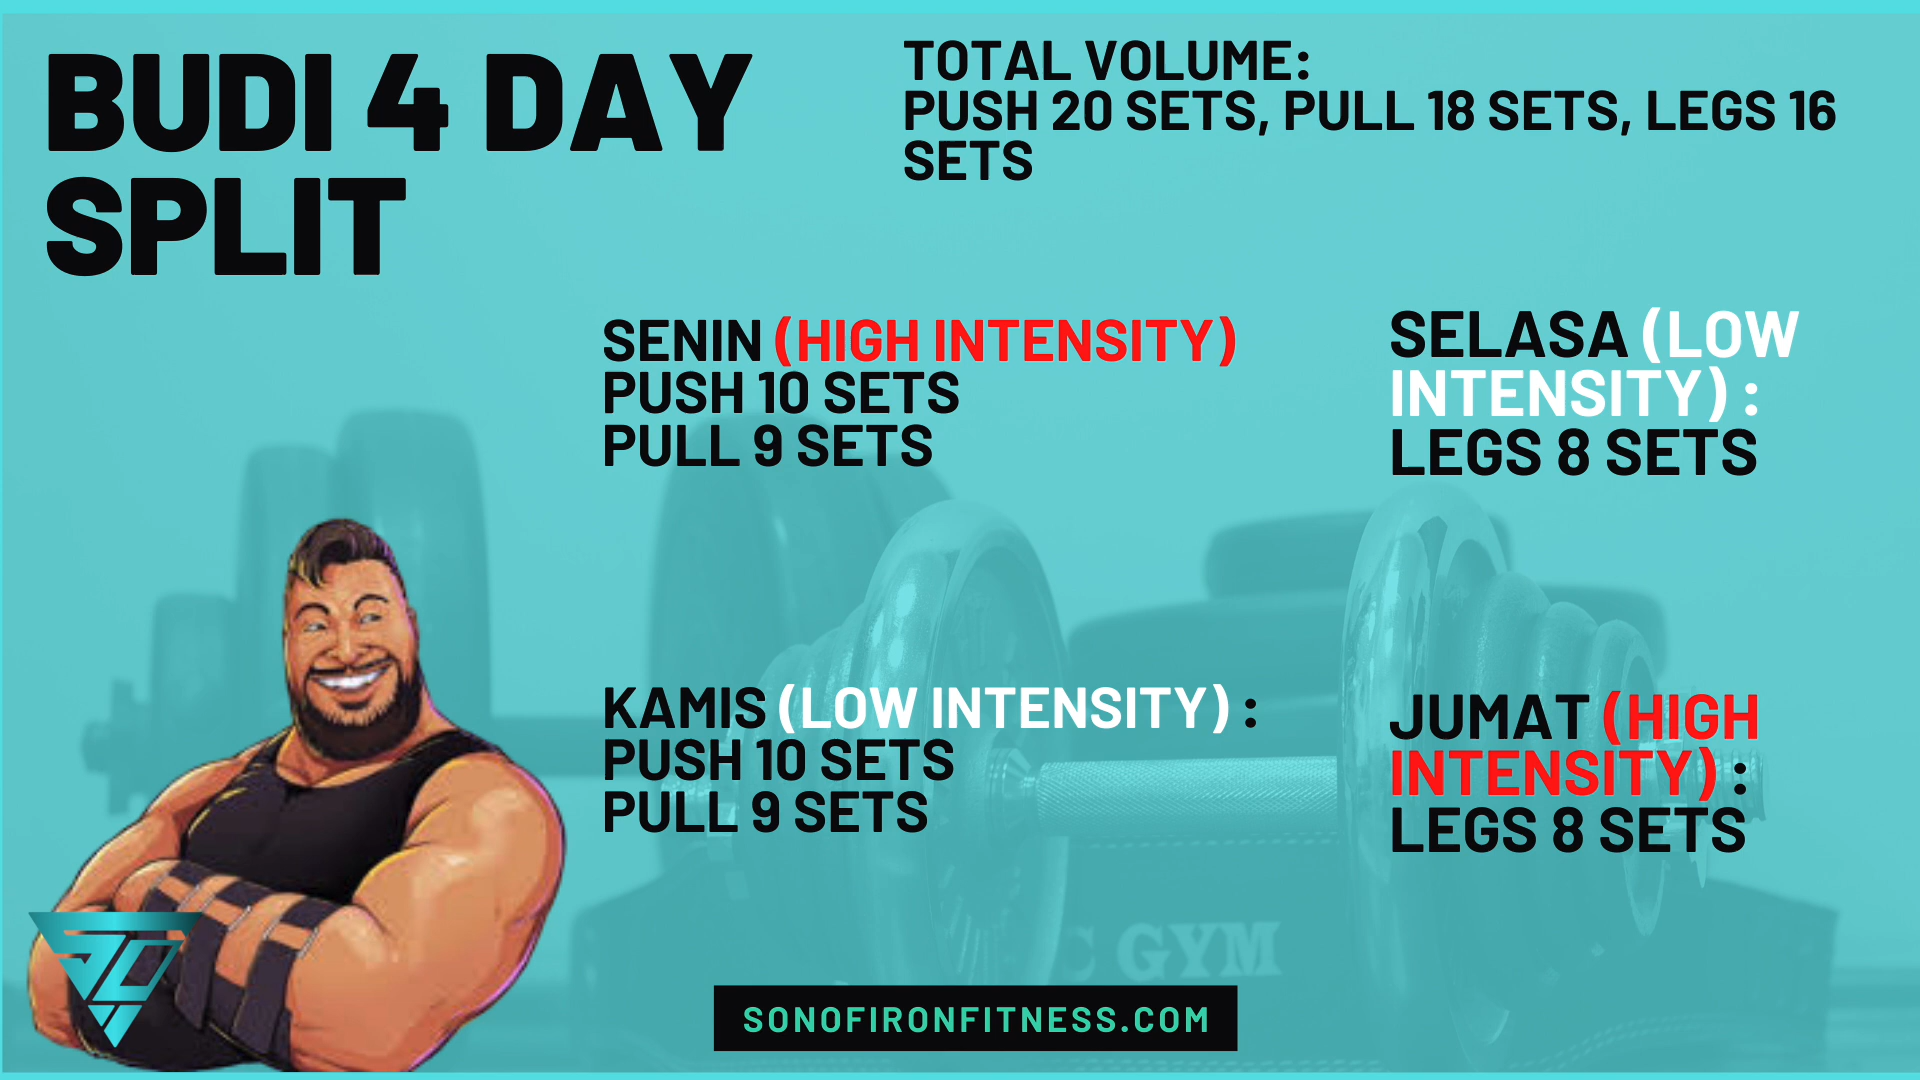 BUDI 4 DAY
SPLIT
TOTAL VOLUME:
PUSH 20 SETS, PULL 18 SETS, LEGS 16
SETS
SENIN (HIGH INTENSITY)
PUSH 10 SETS
PULL 9 SETS
SELASA (LOW
INTENSITY) :
LEGS 8 SETS
KAMIS (LOW INTENSITY) :
PUSH 10 SETS
PULL 9 SETS
JUMAT (HIGH
INTENSITY) :
LEGS 8 SETS
GYM
SONOFIRONFITNESS.COM